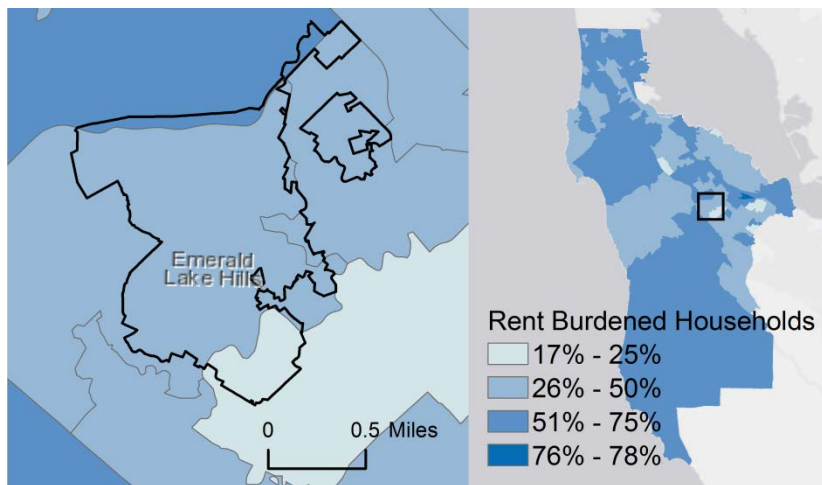 Emerald
Lake Hills
0 0.5 Miles
Rent Burdened Households
17% - 25%
26% - 50%
51% - 75%
76% - 78%